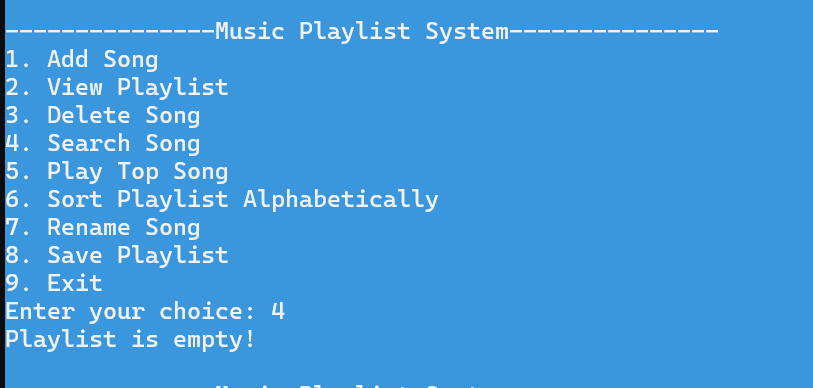 ---------------Music Playlist System---------------
1. Add Song
2. View Playlist
3. Delete Song
4. Search Song
5. Play Top Song
6. Sort Playlist Alphabetically
7. Rename Song
8. Save Playlist
9. Exit
Enter your choice: 4
Playlist is empty!